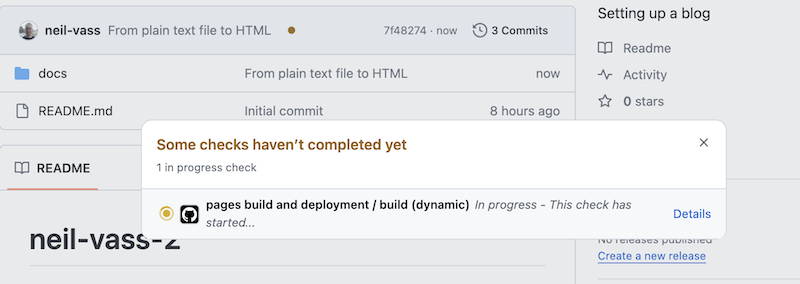 neil-vass From plain text file to HTML 7f48274 · now 3 Commits
Setting up a blog
Readme
Activity
0 stars
docs From plain text file to HTML now
README.md Initial commit 8 hours ago
Some checks haven’t completed yet
1 in progress check
pages build and deployment / build (dynamic) In progress - This check has
started...
Details
README
neil-vass-2
No releases published
Create a new release